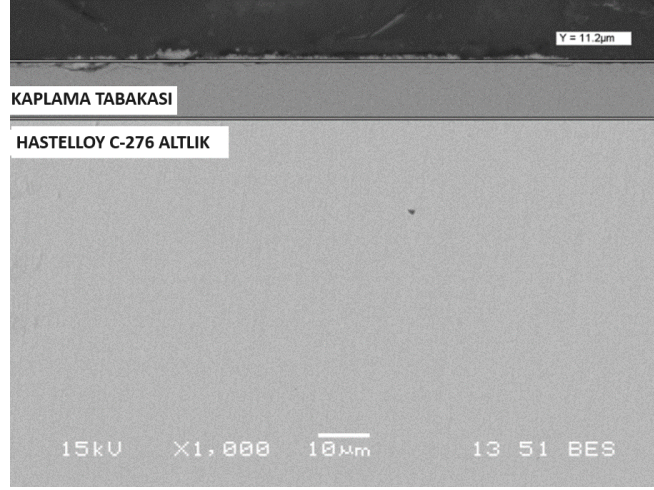 Y = 11.2µm
KAPLAMA TABAKASI
HASTELLOY C-276 ALTLIK
15kV X1,000 10µm 13 51 BES